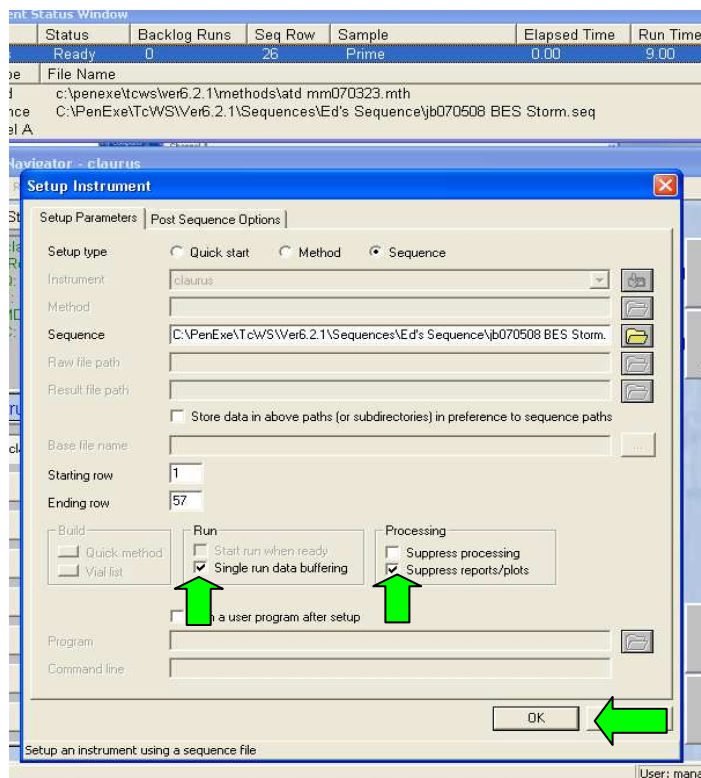 ent Status Window
Status Backlog Runs Seq Row Sample Elapsed Time Run Time
Ready 0 26 Prime 0.00 9.00
pe File Name
d c:\penexe\tcws\ver6.2.1\methods\atd mm070323.mth
nce C:\PenExe\TcWS\Ver6.2.1\Sequences\Ed's Sequence\jb070508 BES Storm.seq
el A
Navigator - claurus
Setup Instrument
Setup Parameters Post Sequence Options
Setup type Quick start Method Sequence
Instrument claurus
Method
Sequence C:\PenExe\TcWS\Ver6.2.1\Sequences\Ed's Sequence\jb070508 BES Storm.
Raw file path
Result file path
Store data in above paths (or subdirectories) in preference to sequence paths
Base file name ...
Starting row 1
Ending row 57
Build Run Processing
Quick method Start run when ready Suppress processing
Vial list Single run data buffering Suppress reports/plots
a user program after setup
Program
Command line
OK
Setup an instrument using a sequence file
User: mana